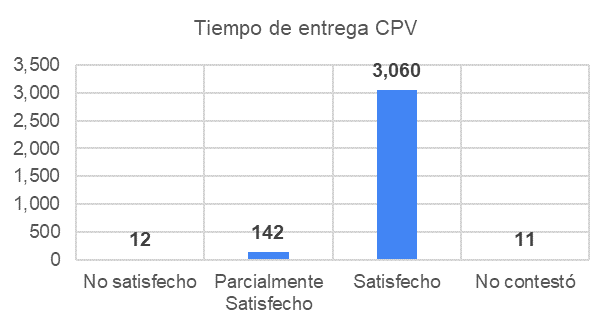 Tiempo de entrega CPV
3,500
3,000
2,500
2,000
1,500
1,000
500
0
12
142
3,060
11
No satisfecho
Parcialmente
Satisfecho
Satisfecho
No contestó